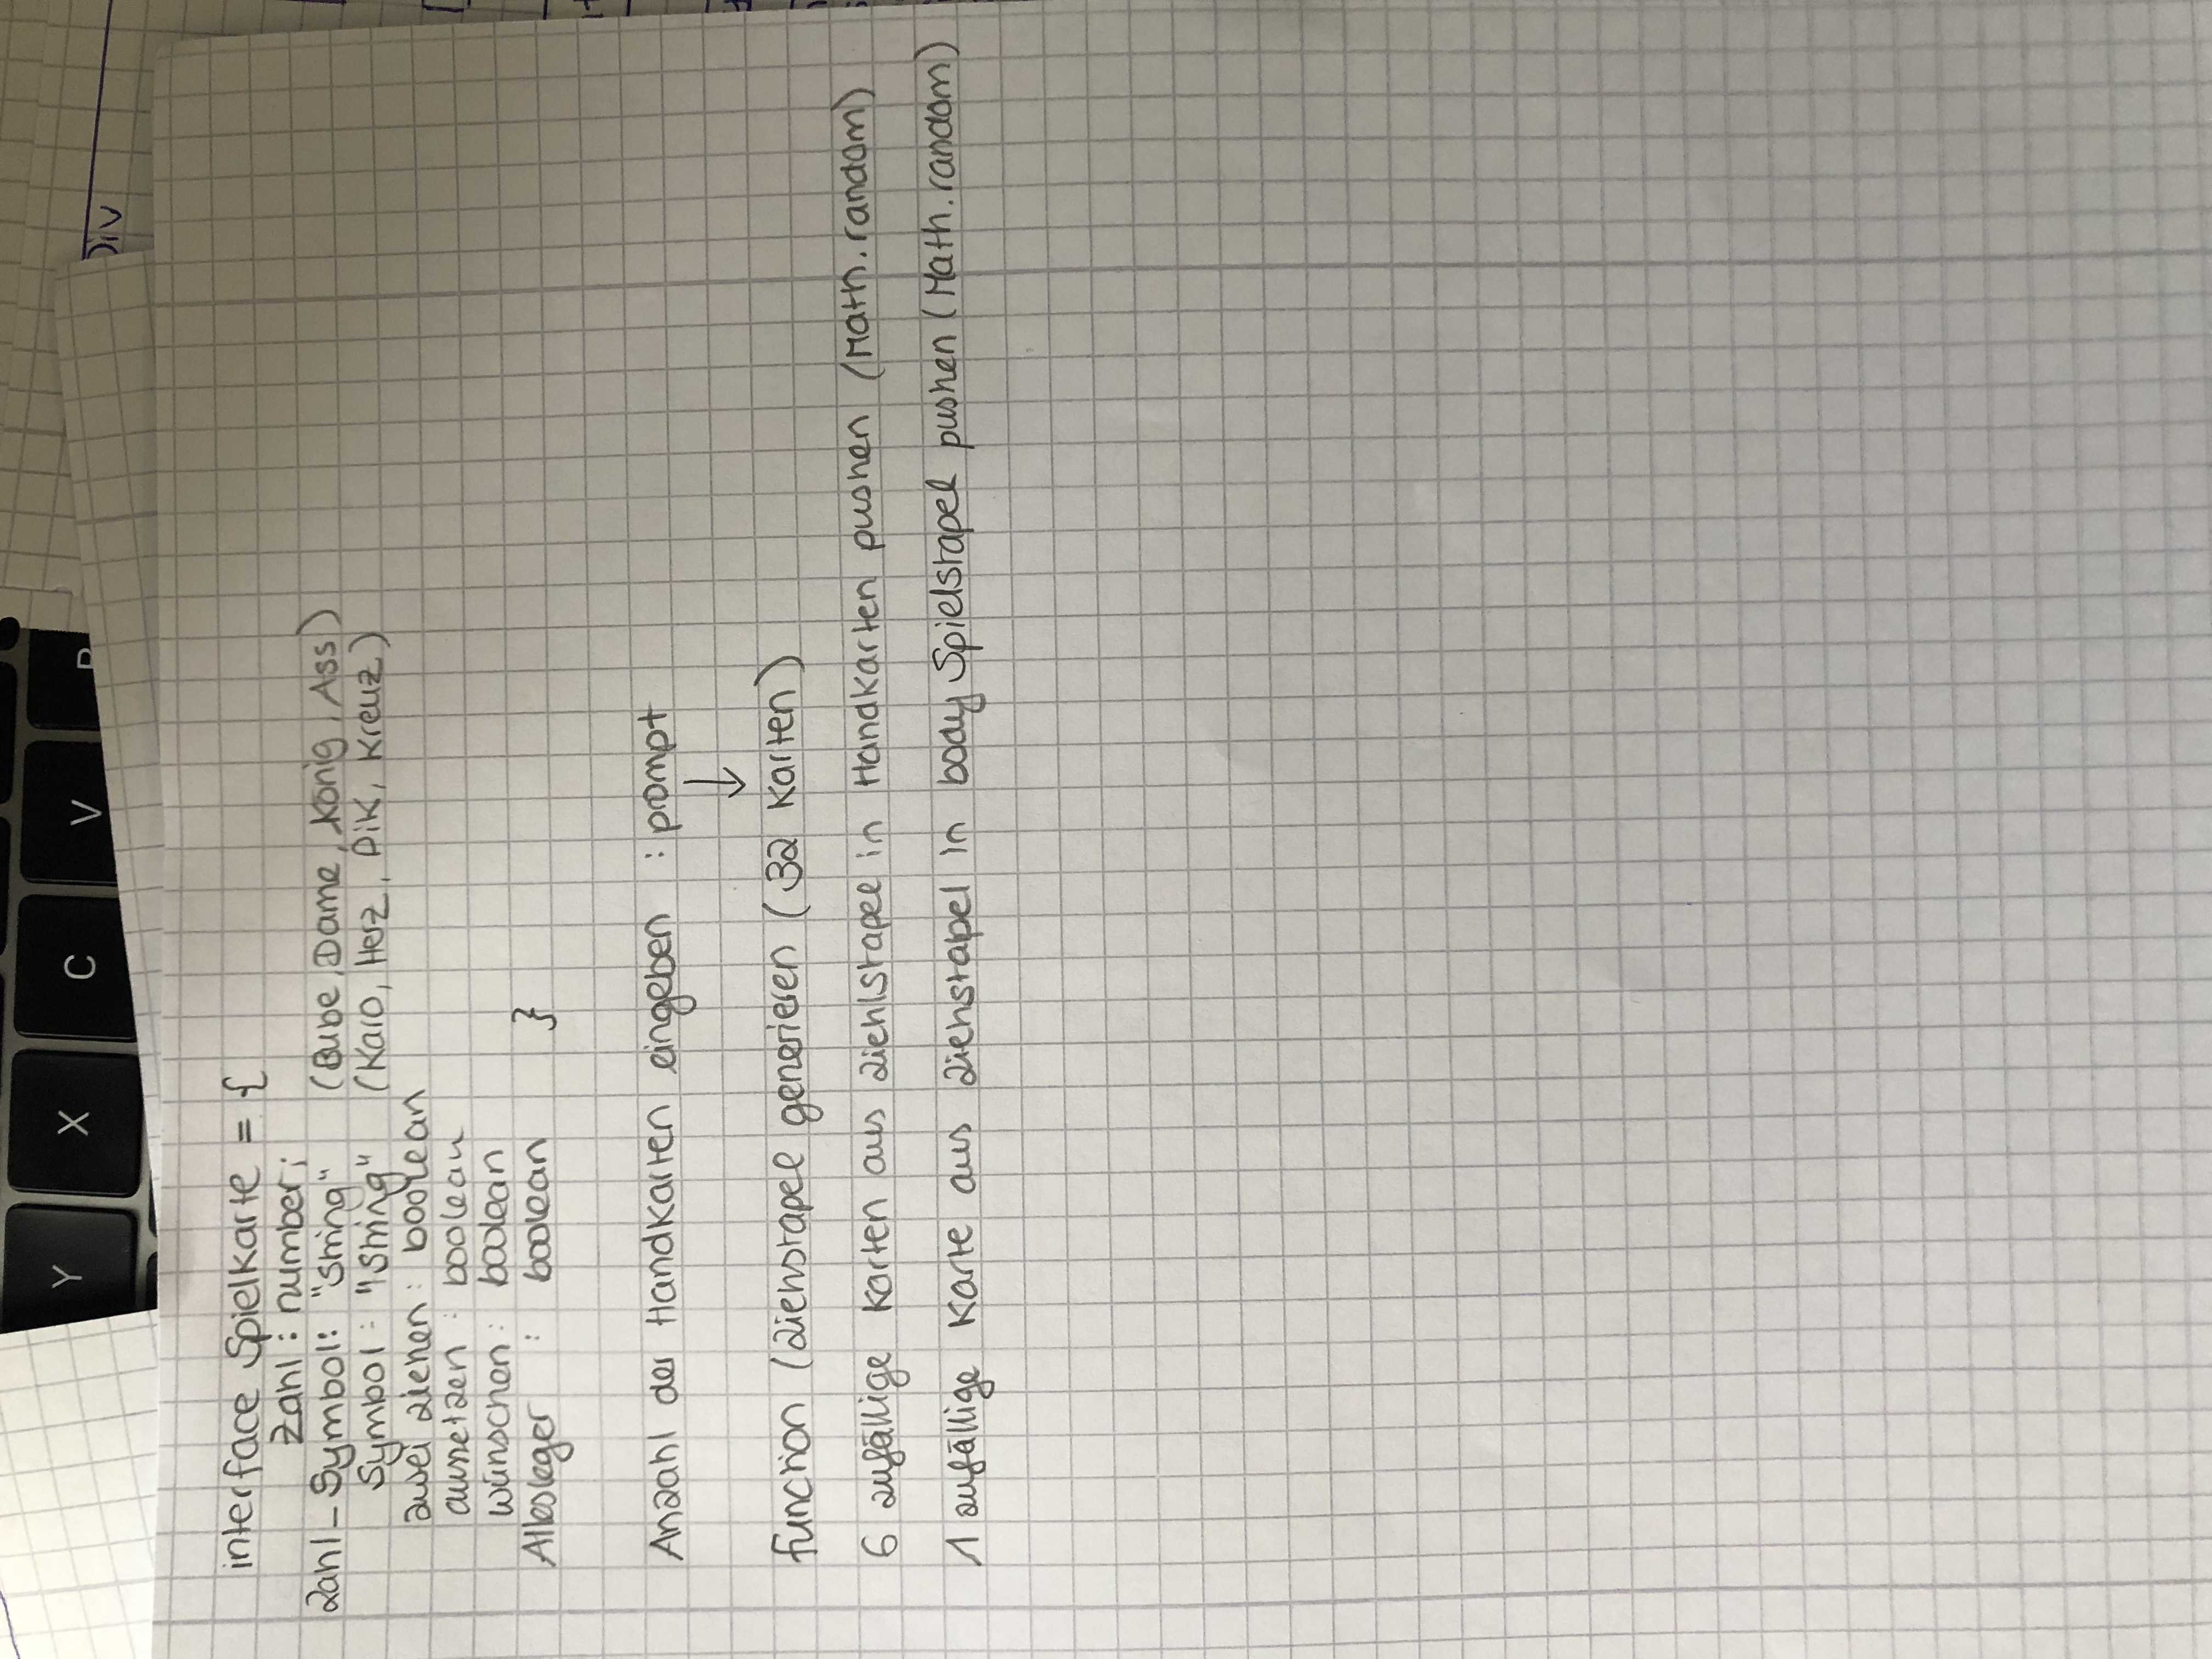 Y X C V
Div
interface Spielkarte = {
Zahl : number;
Zahl - Symbol: "String" (Bube, Dame, König, Ass)
Symbol : "String" (Karo, Herz, Pik, Kreuz)
zwei ziehen : boolean
aussetzen : boolean
wünschen : boolean
Allesleger : boolean }
Anzahl der Handkarten eingeben : prompt
↓
function (Ziehstapel generieren (32 Karten)
6 zufällige Karten aus Ziehlstapel in Handkarten pushen (Math.random)
1 zufällige Karte aus Ziehstapel in body Spielstapel pushen (Math.random)